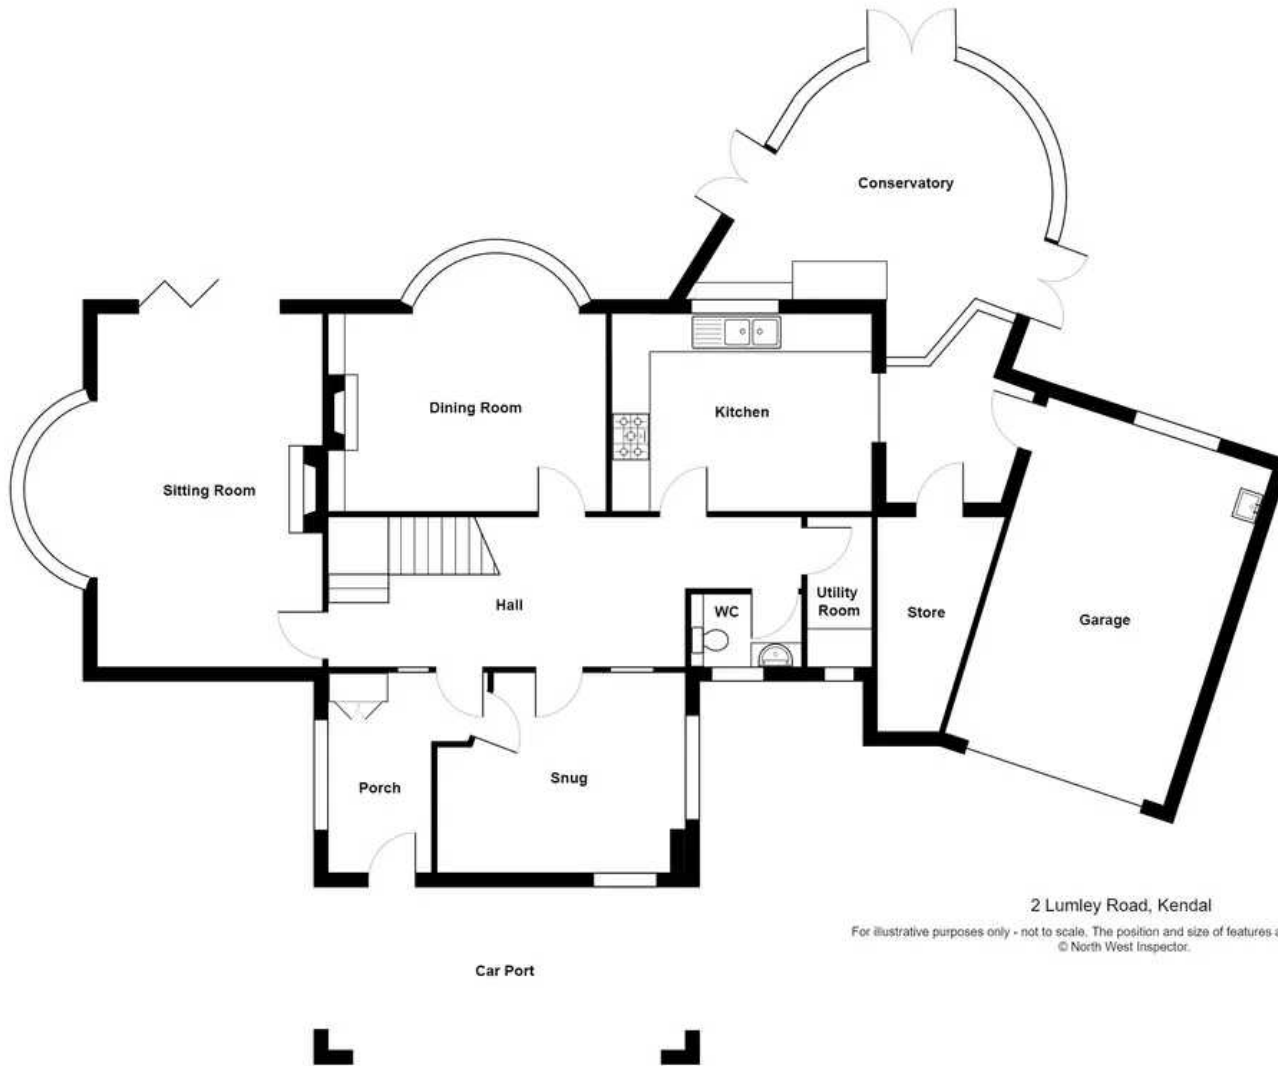 Conservatory
Dining Room
Kitchen
Sitting Room
Hall
WC
Utility
Room
Store
Garage
Porch
Snug
2 Lumley Road, Kendal
For illustrative purposes only - not to scale. The position and size of features a
© North West Inspector.
Car Port